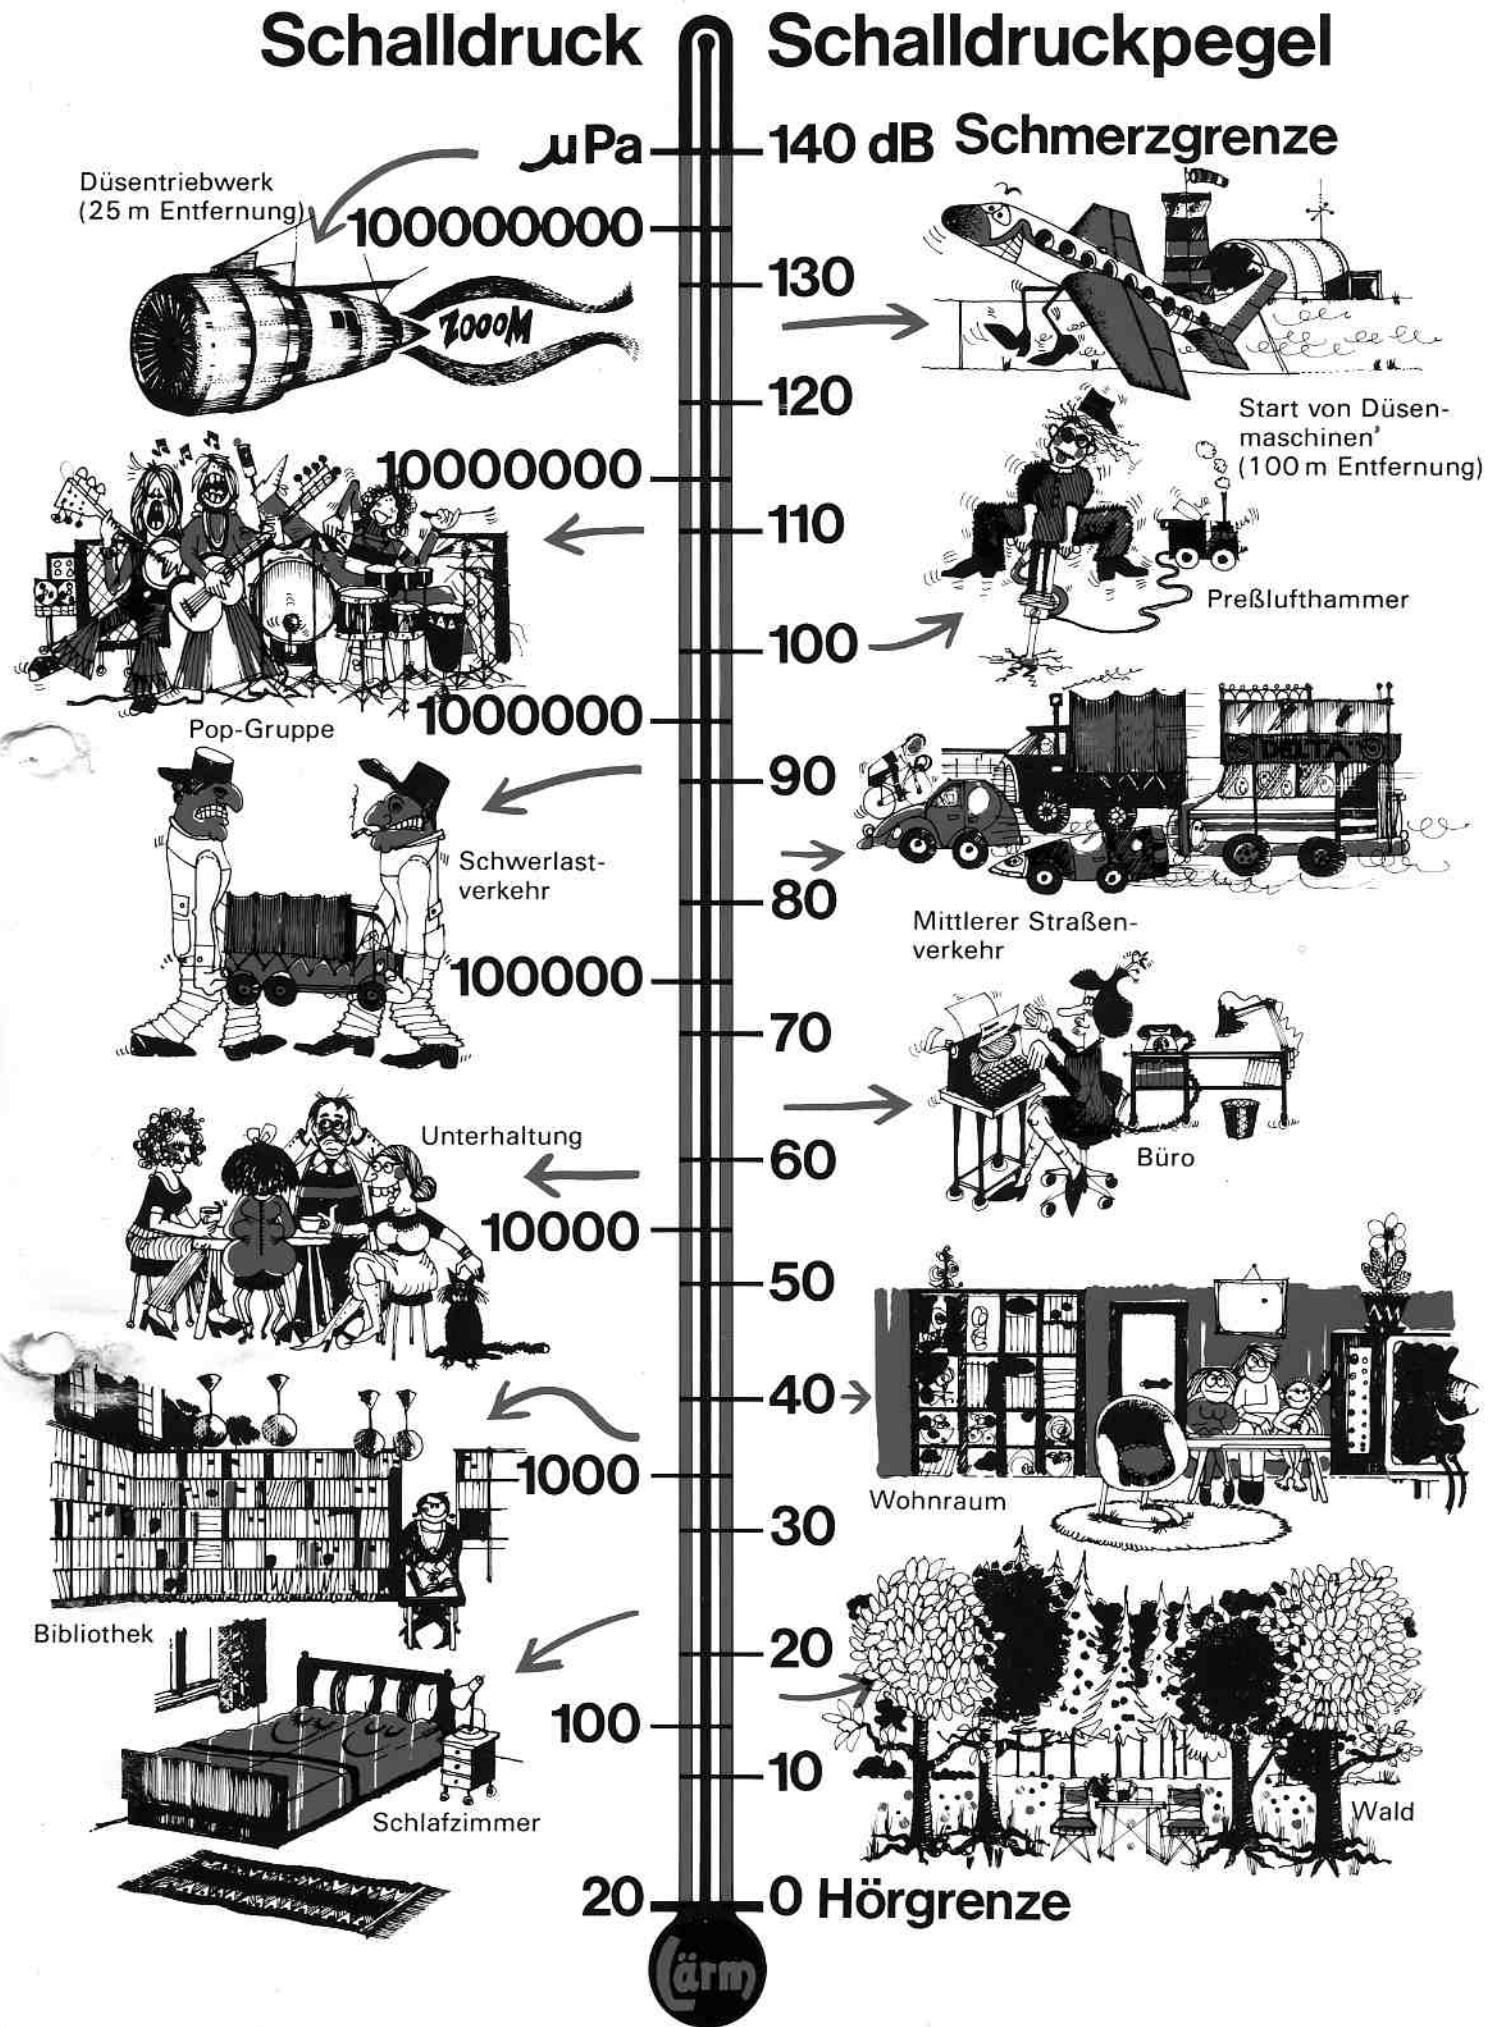 Schalldruck
Schalldruckpegel
µPa
140 dB Schmerzgrenze
Düsentriebwerk
(25 m Entfernung)
100000000
130
ZOOOM
120
Start von Düsen-
maschinen
(100 m Entfernung)
10000000
110
Preßlufthammer
100
Pop-Gruppe
1000000
DELTA
90
Schwerlast-
verkehr
80
Mittlerer Straßen-
verkehr
100000
70
Unterhaltung
60
Büro
10000
50
40
1000
Wohnraum
30
Bibliothek
20
100
10
Schlafzimmer
Wald
20
0 Hörgrenze
Lärm